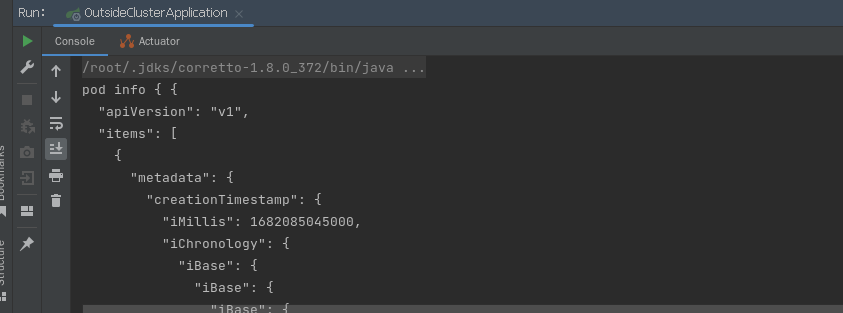 Run: OutsideClusterApplication
Console Actuator
/root/.jdks/corretto-1.8.0_372/bin/java ...
pod info { {
"apiVersion": "v1",
"items": [
{
"metadata": {
"creationTimestamp": {
"iMillis": 1682085045000,
"iChronology": {
"iBase": {
"iBase": {
"iBase": {
Bookmarks
Structure